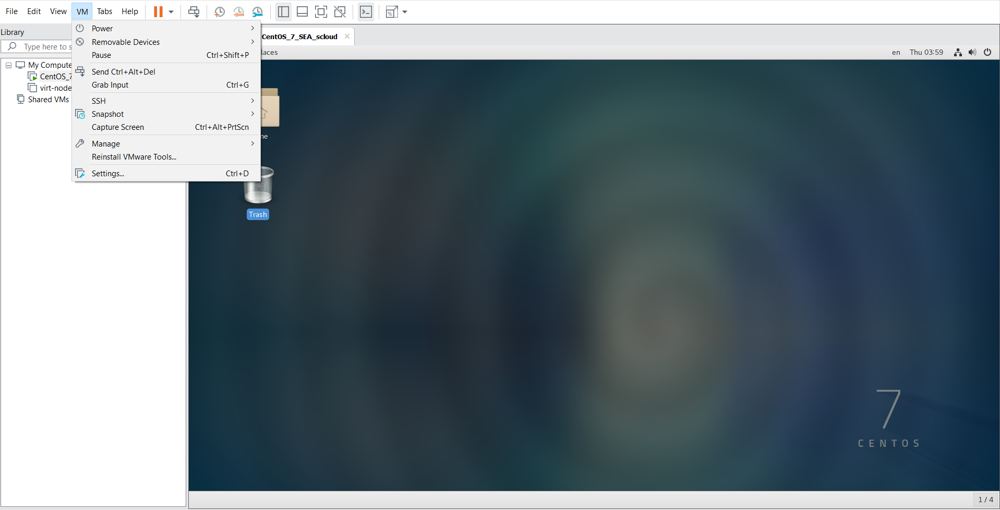 File Edit View VM Tabs Help
Library
Type here to s
My Compute
CentOS_7
virt-node
Shared VMs
Power
Removable Devices
Pause Ctrl+Shift+P
Send Ctrl+Alt+Del
Grab Input Ctrl+G
SSH
Snapshot
Capture Screen Ctrl+Alt+PrtScn
Manage
Reinstall VMware Tools...
Settings... Ctrl+D
CentOS_7_SEA_scloud
laces en Thu 03:59
me
Trash
7
CENTOS
1 / 4